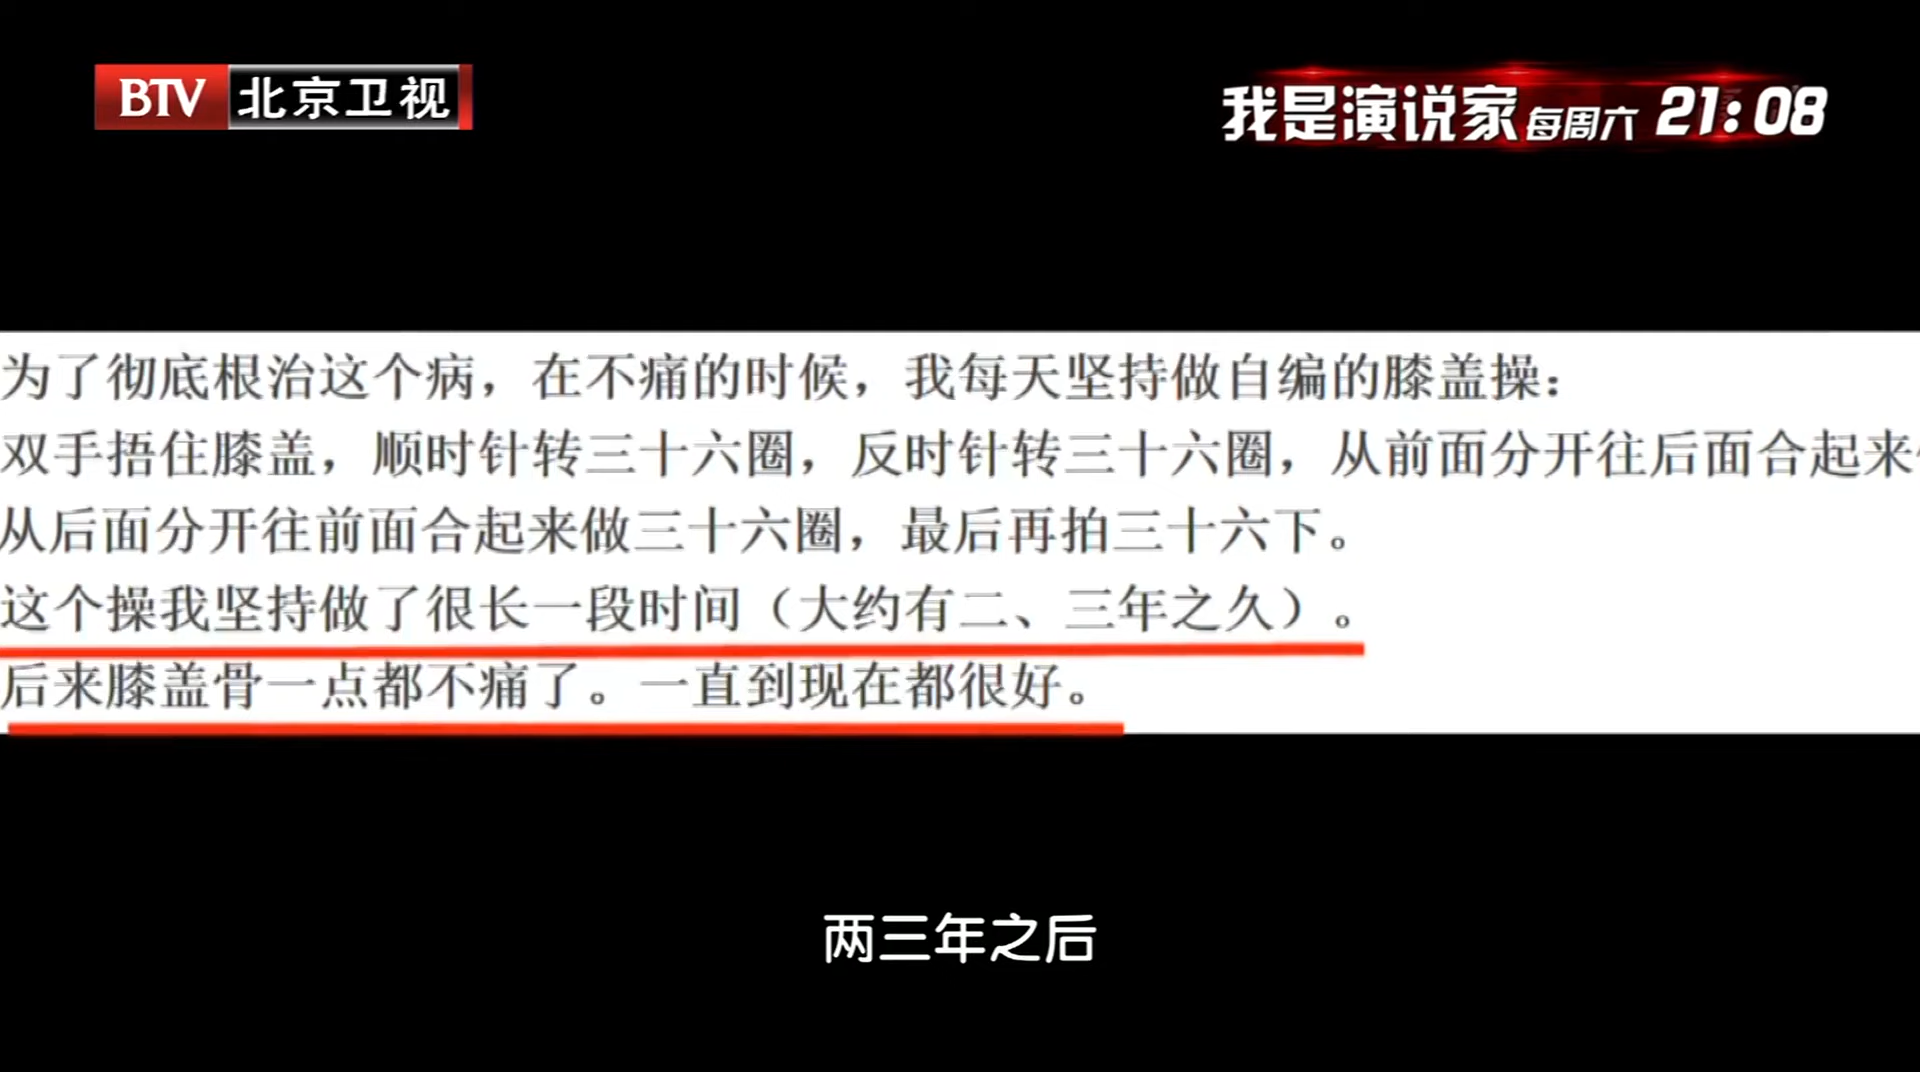 BTV 北京卫视
我是演说家 每周六 21:08
为了彻底根治这个病，在不痛的时候，我每天坚持做自编的膝盖操：
双手捂住膝盖，顺时针转三十六圈，反时针转三十六圈，从前面分开往后面合起来
从后面分开往前面合起来做三十六圈，最后再拍三十六下。
这个操我坚持做了很长一段时间（大约有二、三年之久）。
后来膝盖骨一点都不痛了。一直到现在都很好。
两三年之后